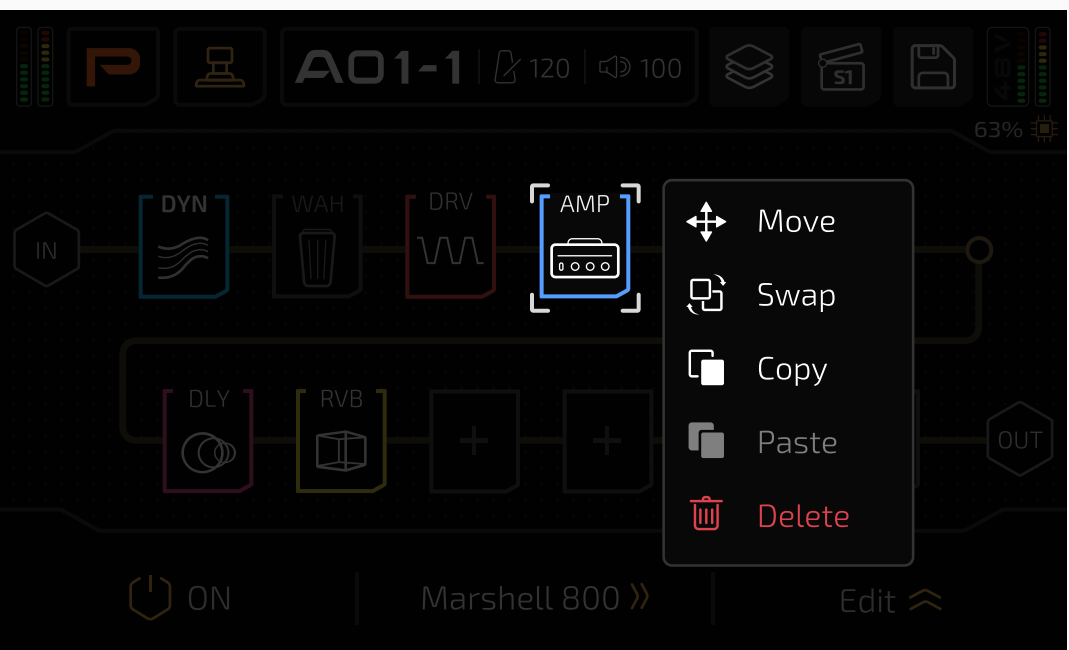 A01-1 120 100 S1 48V
63%
IN DYN WAH DRV AMP
Move
Swap
Copy
Paste
Delete
DLY RVB + + OUT
ON Marshell 800 Edit